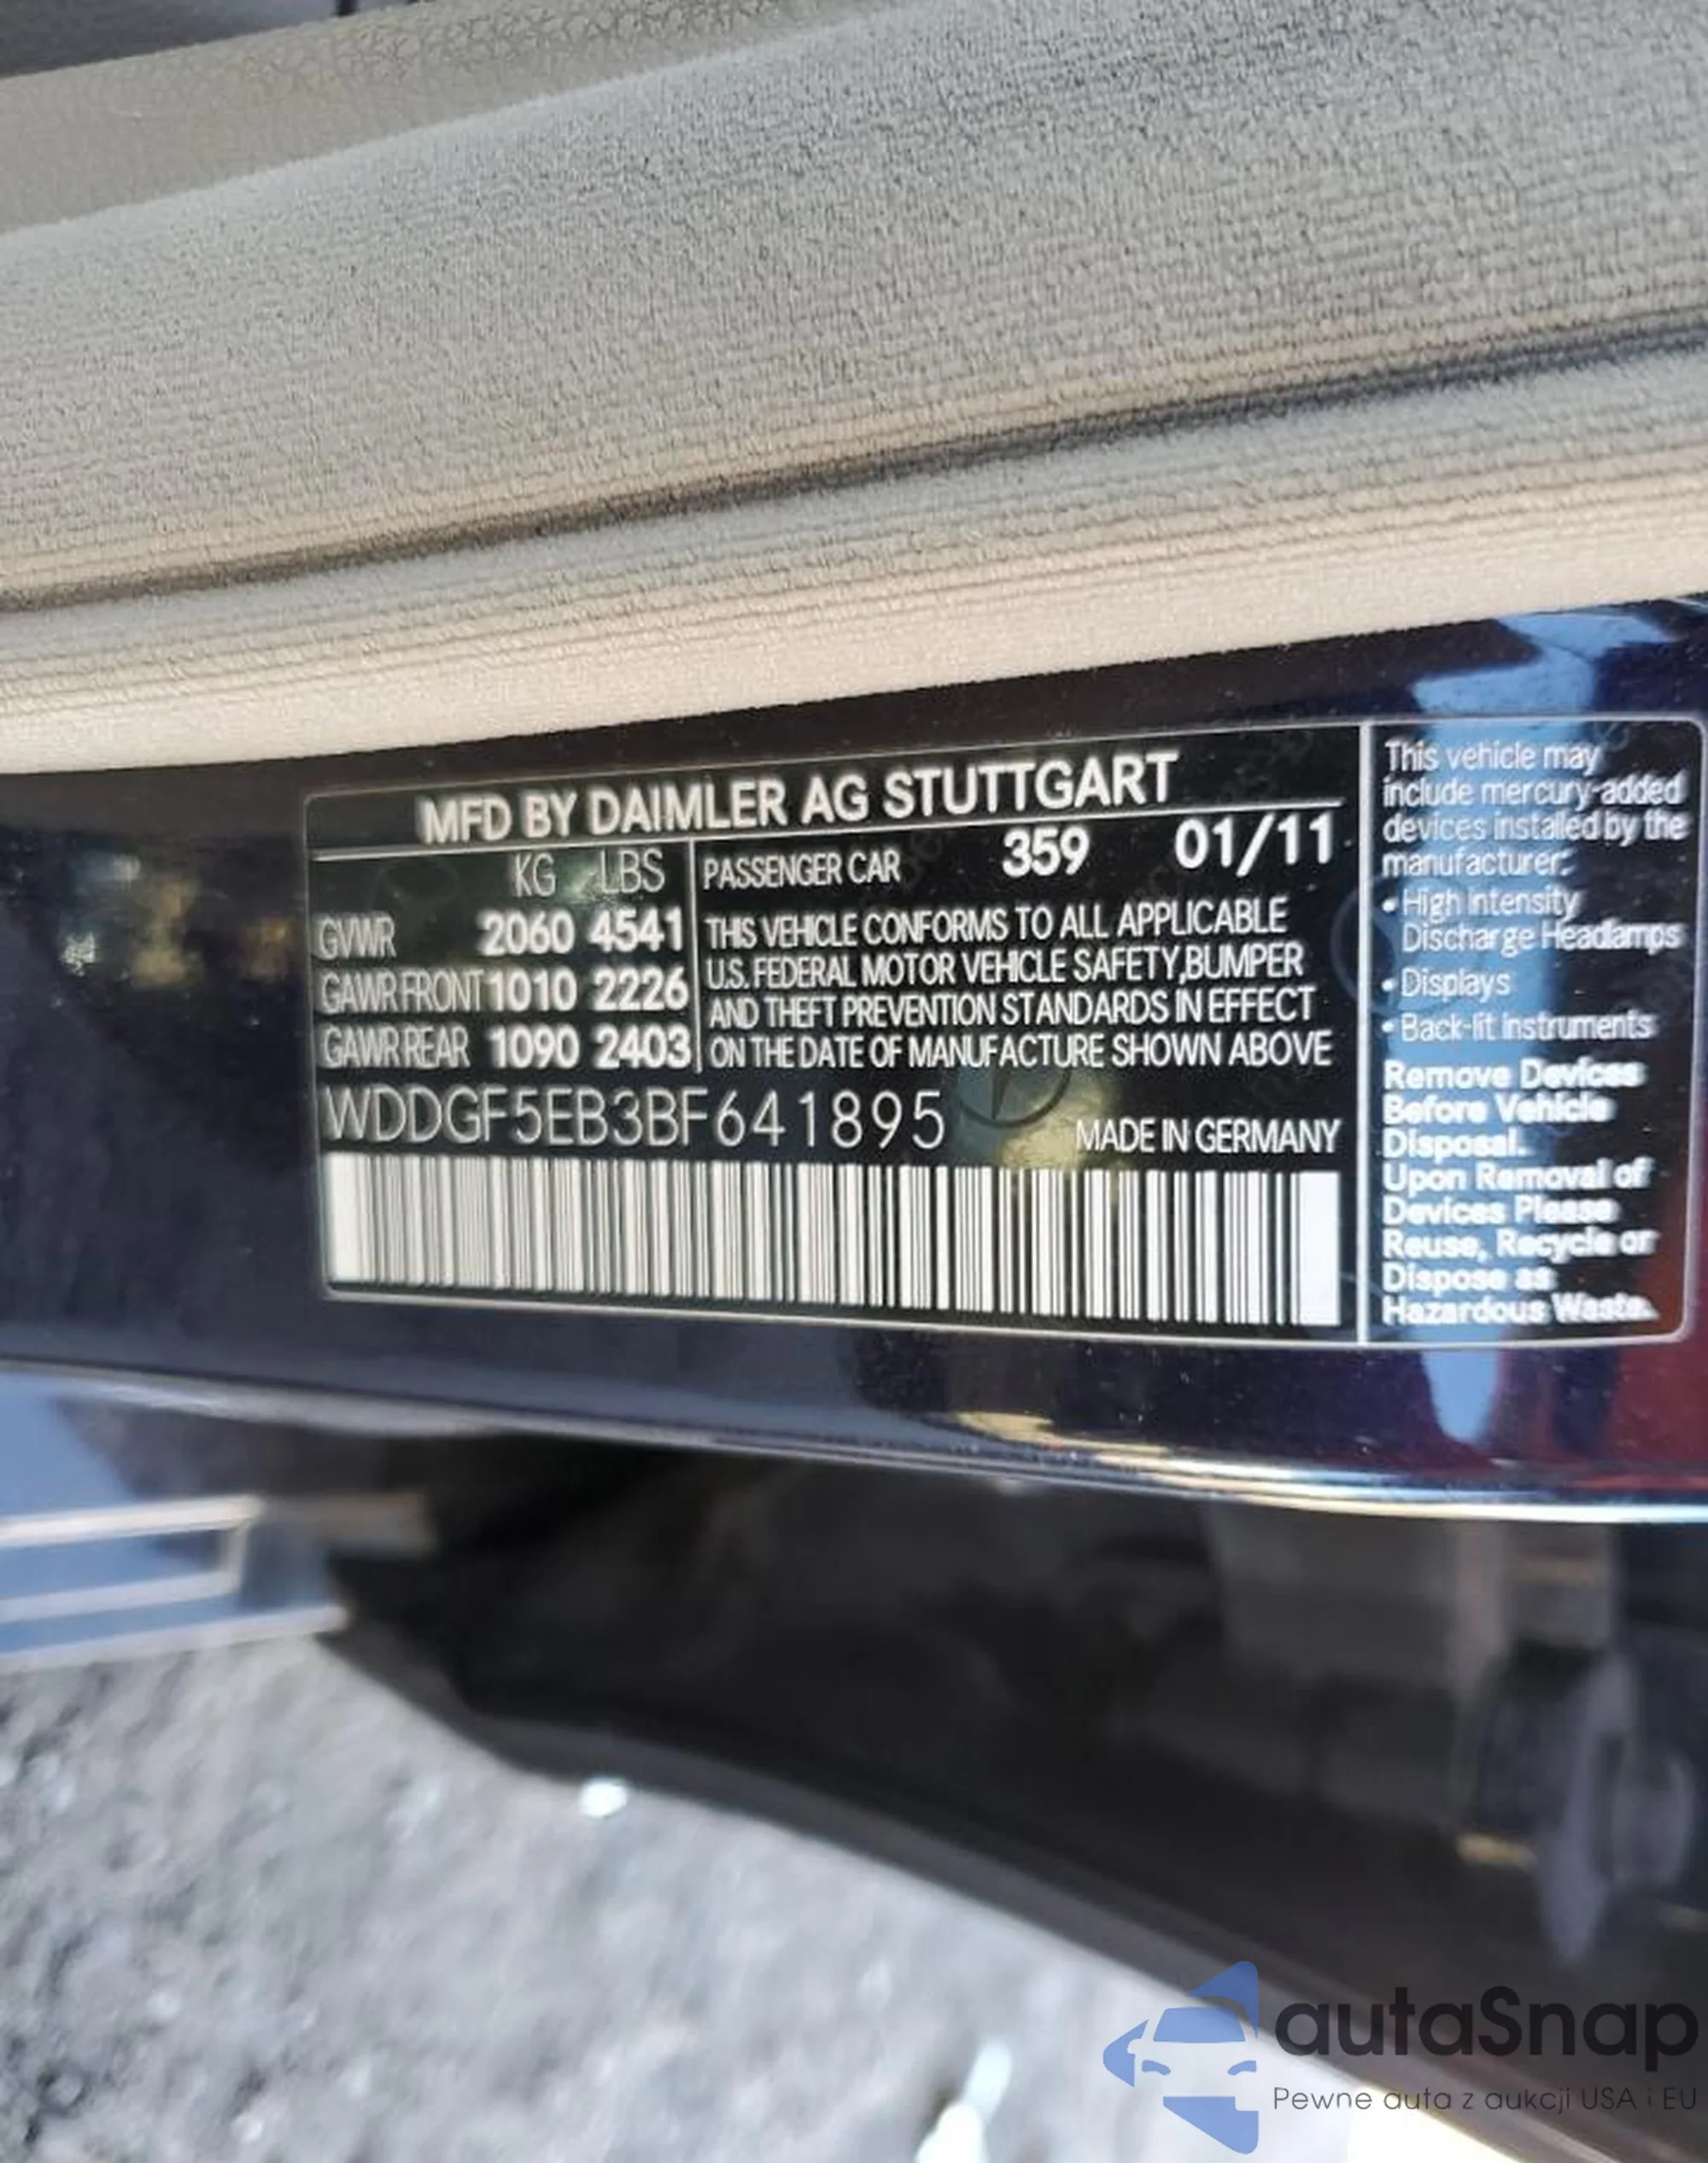 MFD BY DAIMLER AG STUTTGART
KG LBS
GVWR 2060 4541
GAWR FRONT 1010 2226
GAWR REAR 1090 2403
PASSENGER CAR 359 01/11
THIS VEHICLE CONFORMS TO ALL APPLICABLE
U.S. FEDERAL MOTOR VEHICLE SAFETY,BUMPER
AND THEFT PREVENTION STANDARDS IN EFFECT
ON THE DATE OF MANUFACTURE SHOWN ABOVE
WDDGF5EB3BF641895
MADE IN GERMANY
This vehicle may
include mercury-added
devices installed by the
manufacturer:
• High Intensity
Discharge Headlamps
• Displays
• Back-lit Instruments
Remove Devices
Before Vehicle
Disposal.
Upon Removal of
Devices Please
Reuse, Recycle or
Dispose as
Hazardous Waste.
autaSnap
Pewne auta z aukcji USA i EU